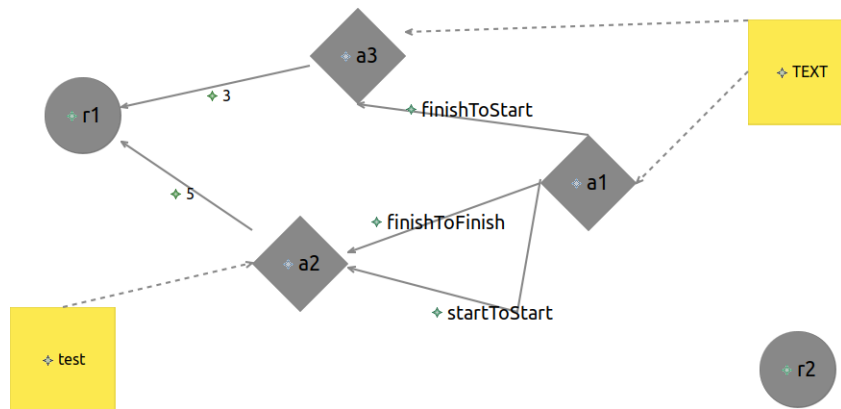 a3
TEXT
3
r1
finishToStart
a1
5
finishToFinish
a2
startToStart
test
r2